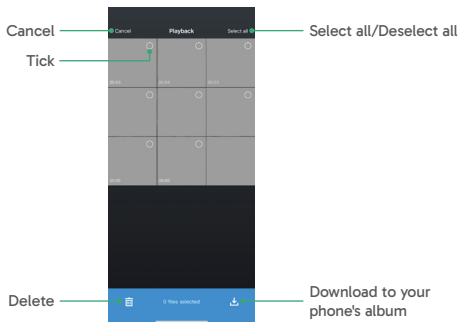 Cancel
Cancel
Playback
Select all
Select all/Deselect all
Tick
Delete
0 files selected
Download to your
phone's album